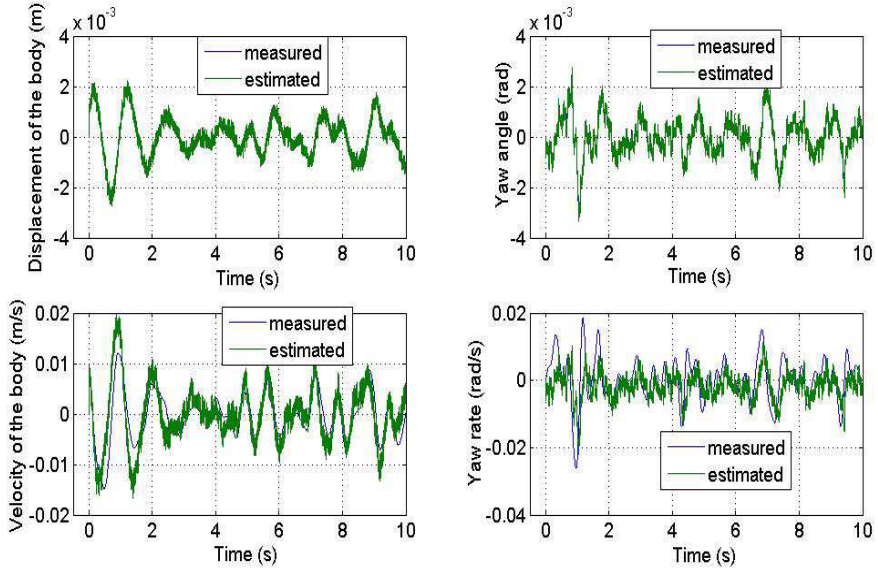 × 10⁻³
Displacement of the body (m)
4
2
0
-2
-4
measured
estimated
0 2 4 6 8 10
Time (s)
× 10⁻³
Yaw angle (rad)
4
2
0
-2
-4
measured
estimated
0 2 4 6 8 10
Time (s)
Velocity of the body (m/s)
0.02
0.01
0
-0.01
-0.02
measured
estimated
0 2 4 6 8 10
Time (s)
Yaw rate (rad/s)
0.02
0
-0.02
-0.04
measured
estimated
0 2 4 6 8 10
Time (s)